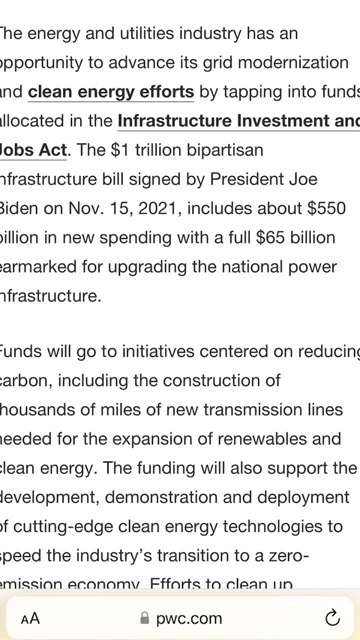 The energy and utilities industry has an
opportunity to advance its grid modernization
and clean energy efforts by tapping into funds
allocated in the Infrastructure Investment and
Jobs Act. The $1 trillion bipartisan
infrastructure bill signed by President Joe
Biden on Nov. 15, 2021, includes about $550
billion in new spending with a full $65 billion
earmarked for upgrading the national power
infrastructure.
Funds will go to initiatives centered on reducing
carbon, including the construction of
thousands of miles of new transmission lines
needed for the expansion of renewables and
clean energy. The funding will also support the
development, demonstration and deployment
of cutting-edge clean energy technologies to
speed the industry's transition to a zero-
emission economy. Efforts to clean up
AA pwc.com